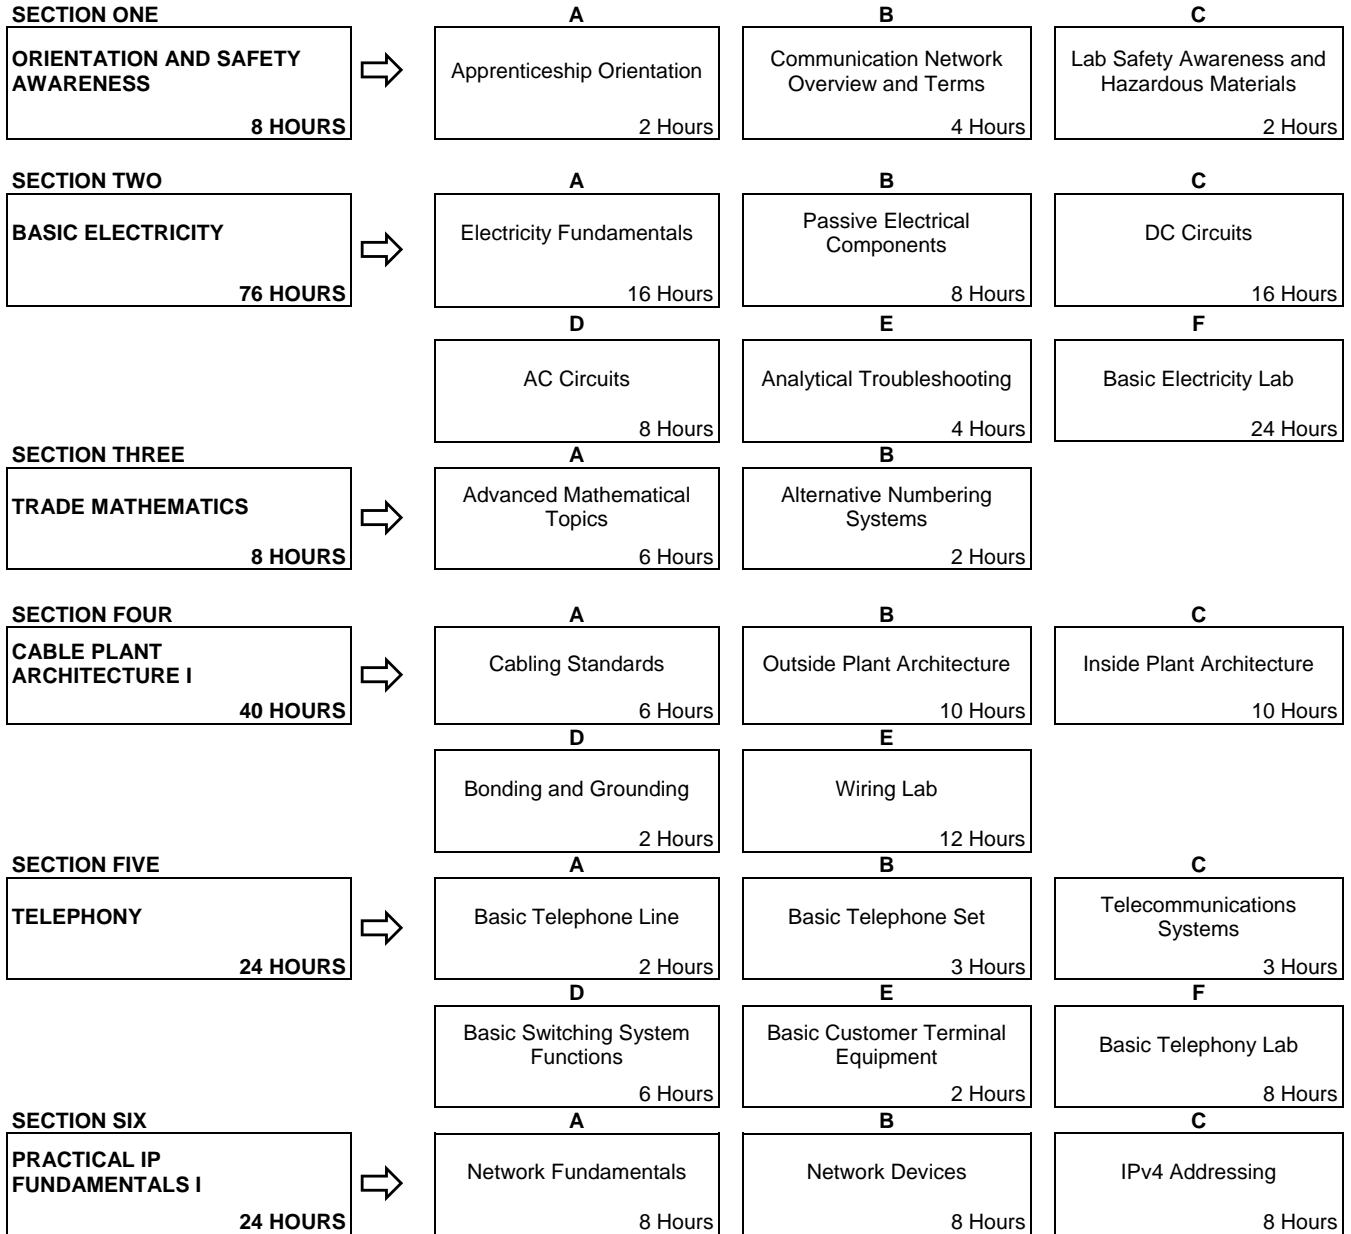 SECTION ONE
A
B
C
ORIENTATION AND SAFETY
AWARENESS
8 HOURS
Apprenticeship Orientation
2 Hours
Communication Network
Overview and Terms
4 Hours
Lab Safety Awareness and
Hazardous Materials
2 Hours
SECTION TWO
A
B
C
BASIC ELECTRICITY
76 HOURS
Electricity Fundamentals
16 Hours
Passive Electrical
Components
8 Hours
DC Circuits
16 Hours
D
E
F
AC Circuits
8 Hours
Analytical Troubleshooting
4 Hours
Basic Electricity Lab
24 Hours
SECTION THREE
A
B
TRADE MATHEMATICS
8 HOURS
Advanced Mathematical
Topics
6 Hours
Alternative Numbering
Systems
2 Hours
SECTION FOUR
A
B
C
CABLE PLANT
ARCHITECTURE I
40 HOURS
Cabling Standards
6 Hours
Outside Plant Architecture
10 Hours
Inside Plant Architecture
10 Hours
D
E
Bonding and Grounding
2 Hours
Wiring Lab
12 Hours
SECTION FIVE
A
B
C
TELEPHONY
24 HOURS
Basic Telephone Line
2 Hours
Basic Telephone Set
3 Hours
Telecommunications
Systems
3 Hours
D
E
F
Basic Switching System
Functions
6 Hours
Basic Customer Terminal
Equipment
2 Hours
Basic Telephony Lab
8 Hours
SECTION SIX
A
B
C
PRACTICAL IP
FUNDAMENTALS I
24 HOURS
Network Fundamentals
8 Hours
Network Devices
8 Hours
IPv4 Addressing
8 Hours